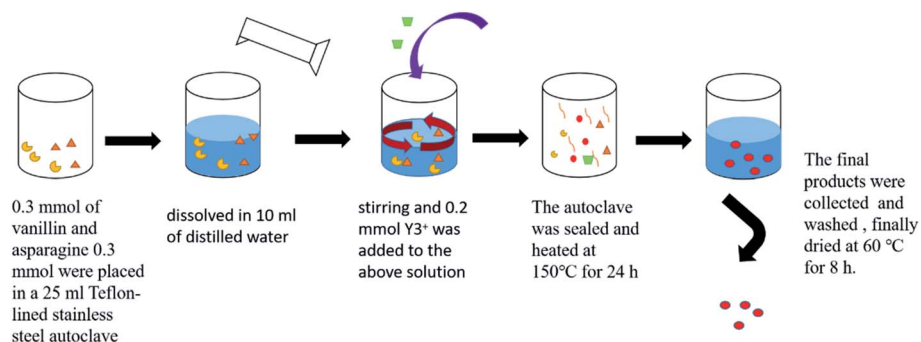 0.3 mmol of
vanillin and
asparagine 0.3
mmol were placed
in a 25 ml Teflon-
lined stainless
steel autoclave
dissolved in 10 ml
of distilled water
stirring and 0.2
mmol Y3⁺ was
added to the
above solution
The autoclave
was sealed and
heated at
150℃ for 24 h
The final
products were
collected and
washed , finally
dried at 60 ℃
for 8 h.